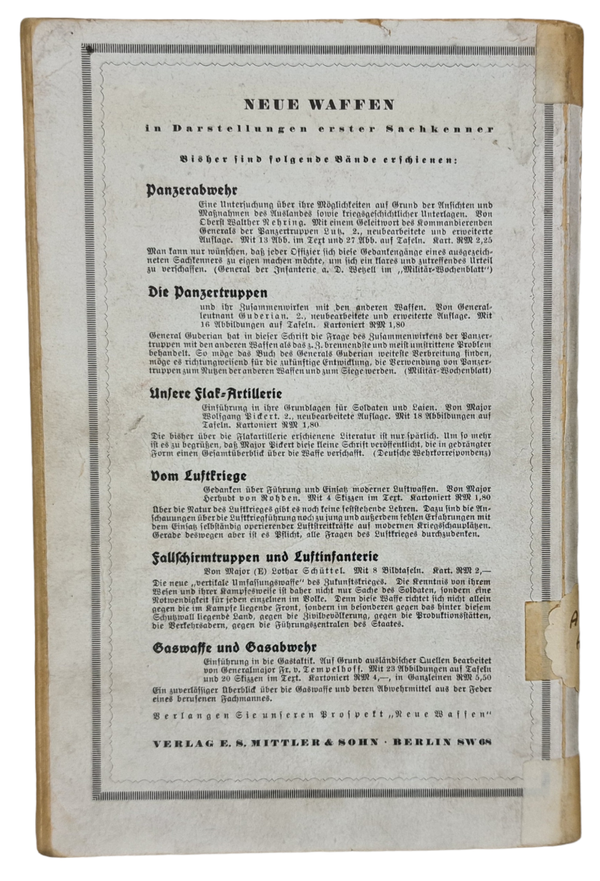 NEUE WAFFEN
in Darstellungen erster Sachkenner
Bisher sind folgende Bände erschienen:
Panzerabwehr
Eine Untersuchung über ihre Möglichkeiten auf Grund der Ansichten und
Maßnahmen des Auslandes sowie kriegsgeschichtlicher Unterlagen. Von
Oberst Walther Nehring. Mit einem Geleitwort des Kommandierenden
Generals der Panzertruppen Lutz. 2., neubearbeitete und erweiterte
Auflage. Mit 13 Abb. im Text und 27 Abb. auf Tafeln. Kart. RM 2,25
Man kann nur wünschen, daß jeder Offizier sich diese Gedankengänge eines ausgezeich-
neten Sachkenners zu eigen machen möchte, um sich ein klares und zutreffendes Urteil
zu verschaffen. (General der Infanterie a. D. Wetzell im „Militär-Wochenblatt“)
Die Panzertruppen
und ihr Zusammenwirken mit den anderen Waffen. Von General-
leutnant Guderian. 2., neubearbeitete und erweiterte Auflage. Mit
16 Abbildungen auf Tafeln. Kartoniert RM 1,80
General Guderian hat in dieser Schrift die Frage des Zusammenwirkens der Panzer-
truppen mit den anderen Waffen als das z. Z. brennendste und meist umstrittene Problem
behandelt. So möge das Buch des Generals Guderian weiteste Verbreitung finden,
möge es richtungweisend für die zukünftige Entwicklung, die Verwendung von Panzer-
truppen zum Nutzen der anderen Waffen und zum Siege werden. (Militär-Wochenblatt)
Unsere Flak-Artillerie
Einführung in ihre Grundlagen für Soldaten und Laien. Von Major
Wolfgang Pickert. 2., neubearbeitete Auflage. Mit 18 Abbildungen auf
Tafeln. Kartoniert RM 1,80
Die bisher über die Flakartillerie erschienene Literatur ist nur spärlich. Um so mehr
ist es zu begrüßen, daß Major Pickert diese kleine Schrift veröffentlicht, die in gedrängter
Form einen Gesamtüberblick über die Waffe verschafft. (Deutsche Wehrkorrespondenz)
Vom Luftkriege
Gedanken über Führung und Einsatz moderner Luftwaffen. Von Major
Herhudt von Rohden. Mit 4 Skizzen im Text. Kartoniert RM 1,80
Über die Natur des Luftkrieges gibt es noch keine feststehende Lehren. Dazu sind die An-
schauungen über die Luftkriegführung noch zu jung und außerdem fehlen Erfahrungen mit
dem Einsatz selbständig operierender Luftstreitkräfte auf modernen Kriegsschauplätzen.
Gerade deswegen aber ist es Pflicht, alle Fragen des Luftkrieges durchzudenken.
Fallschirmtruppen und Luftinfanterie
Von Major (E) Lothar Schüttel. Mit 8 Bildtafeln. Kart. RM 2,—
Die neue „vertikale Umfassungswaffe“ des Zukunftskrieges. Die Kenntnis von ihrem
Wesen und ihrer Kampfesweise ist daher nicht nur Sache des Soldaten, sondern eine
Notwendigkeit für jeden einzelnen im Volke. Denn diese Waffe richtet sich nicht allein
gegen die im Kampfe liegende Front, sondern im besonderen gegen das hinter diesem
Schutzwall liegende Land, gegen die Zivilbevölkerung, gegen die Produktionsstätten,
die Verkehrsadern, gegen die Führungszentralen des Staates.
Gaswaffe und Gasabwehr
Einführung in die Gastaktik. Auf Grund ausländischer Quellen bearbeitet
von Generalmajor Fr. v. Tempelhoff. Mit 23 Abbildungen auf Tafeln
und 20 Skizzen im Text. Kartoniert RM 4,—, in Ganzleinen RM 5,50
Ein zuverlässiger Überblick über die Gaswaffe und deren Abwehrmittel aus der Feder
eines berufenen Fachmannes.
Verlangen Sie unseren Prospekt „Neue Waffen“
VERLAG E. S. MITTLER & SOHN · BERLIN SW 68